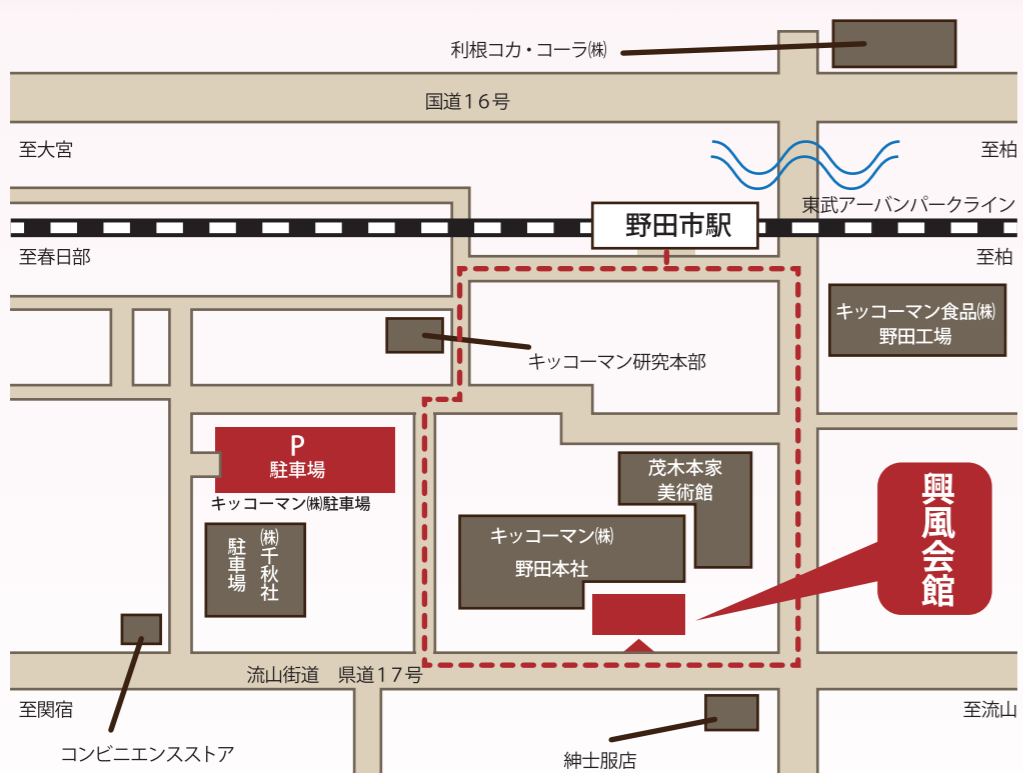 利根コカ・コーラ㈱
国道１６号
至大宮
至柏
東武アーバンパークライン
野田市駅
至春日部
至柏
キッコーマン食品㈱
野田工場
キッコーマン研究本部
P
駐車場
キッコーマン㈱駐車場
茂木本家
美術館
興風会館
キッコーマン㈱
野田本社
㈱千秋社
駐車場
流山街道　県道１７号
至関宿
至流山
コンビニエンスストア
紳士服店